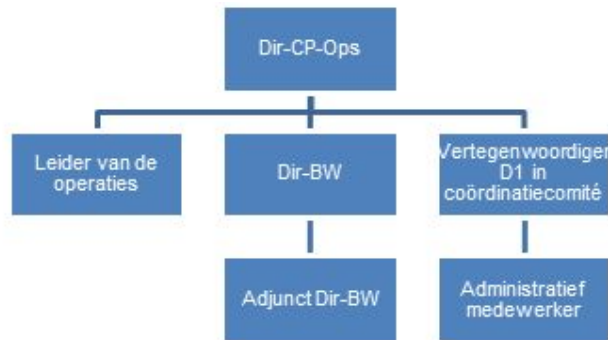 Dir-CP-Ops
Leider van de
operaties
Dir-BW
Vertegenwoordiger
D1 in
coördinatiecomité
Adjunct Dir-BW
Administratief
medewerker